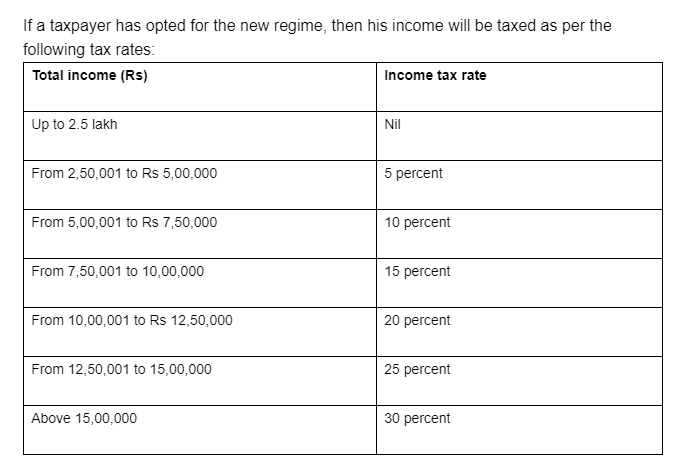 If a taxpayer has opted for the new regime, then his income will be taxed as per the
following tax rates:
Total income (Rs) Income tax rate
Up to 2.5 lakh Nil
From 2,50,001 to Rs 5,00,000 5 percent
From 5,00,001 to Rs 7,50,000 10 percent
From 7,50,001 to 10,00,000 15 percent
From 10,00,001 to Rs 12,50,000 20 percent
From 12,50,001 to 15,00,000 25 percent
Above 15,00,000 30 percent